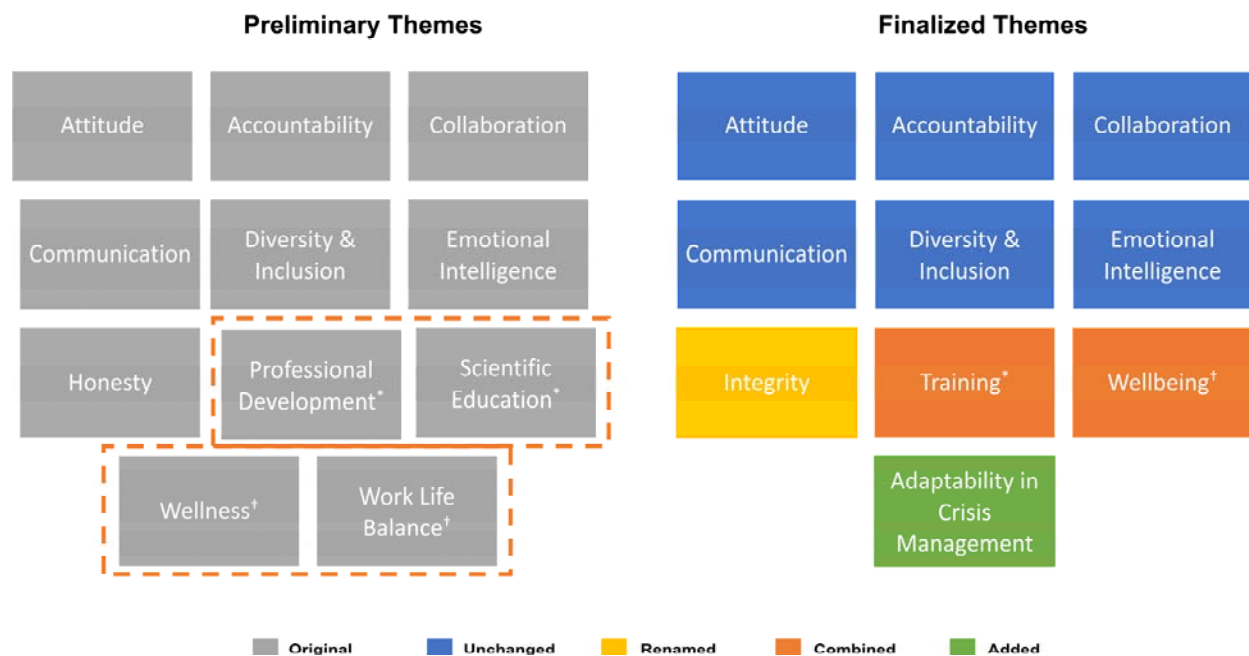 Preliminary Themes
Finalized Themes
Attitude
Accountability
Collaboration
Communication
Diversity &
Inclusion
Emotional
Intelligence
Honesty
Professional
Development*
Scientific
Education*
Wellness†
Work Life
Balance†
Attitude
Accountability
Collaboration
Communication
Diversity &
Inclusion
Emotional
Intelligence
Integrity
Training*
Wellbeing†
Adaptability in
Crisis
Management
Original
Unchanged
Renamed
Combined
Added